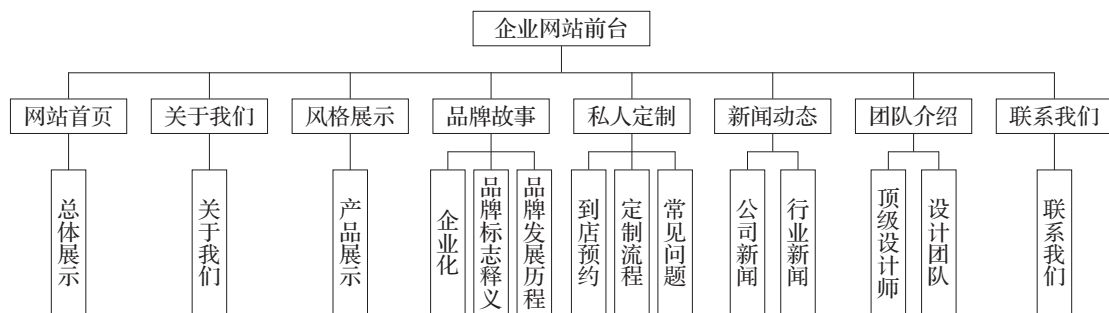 企业网站前台
网站首页
关于我们
风格展示
品牌故事
私人定制
新闻动态
团队介绍
联系我们
总体展示
关于我们
产品展示
企业化
品牌标志释义
品牌发展历程
到店预约
定制流程
常见问题
公司新闻
行业新闻
顶级设计师
设计团队
联系我们